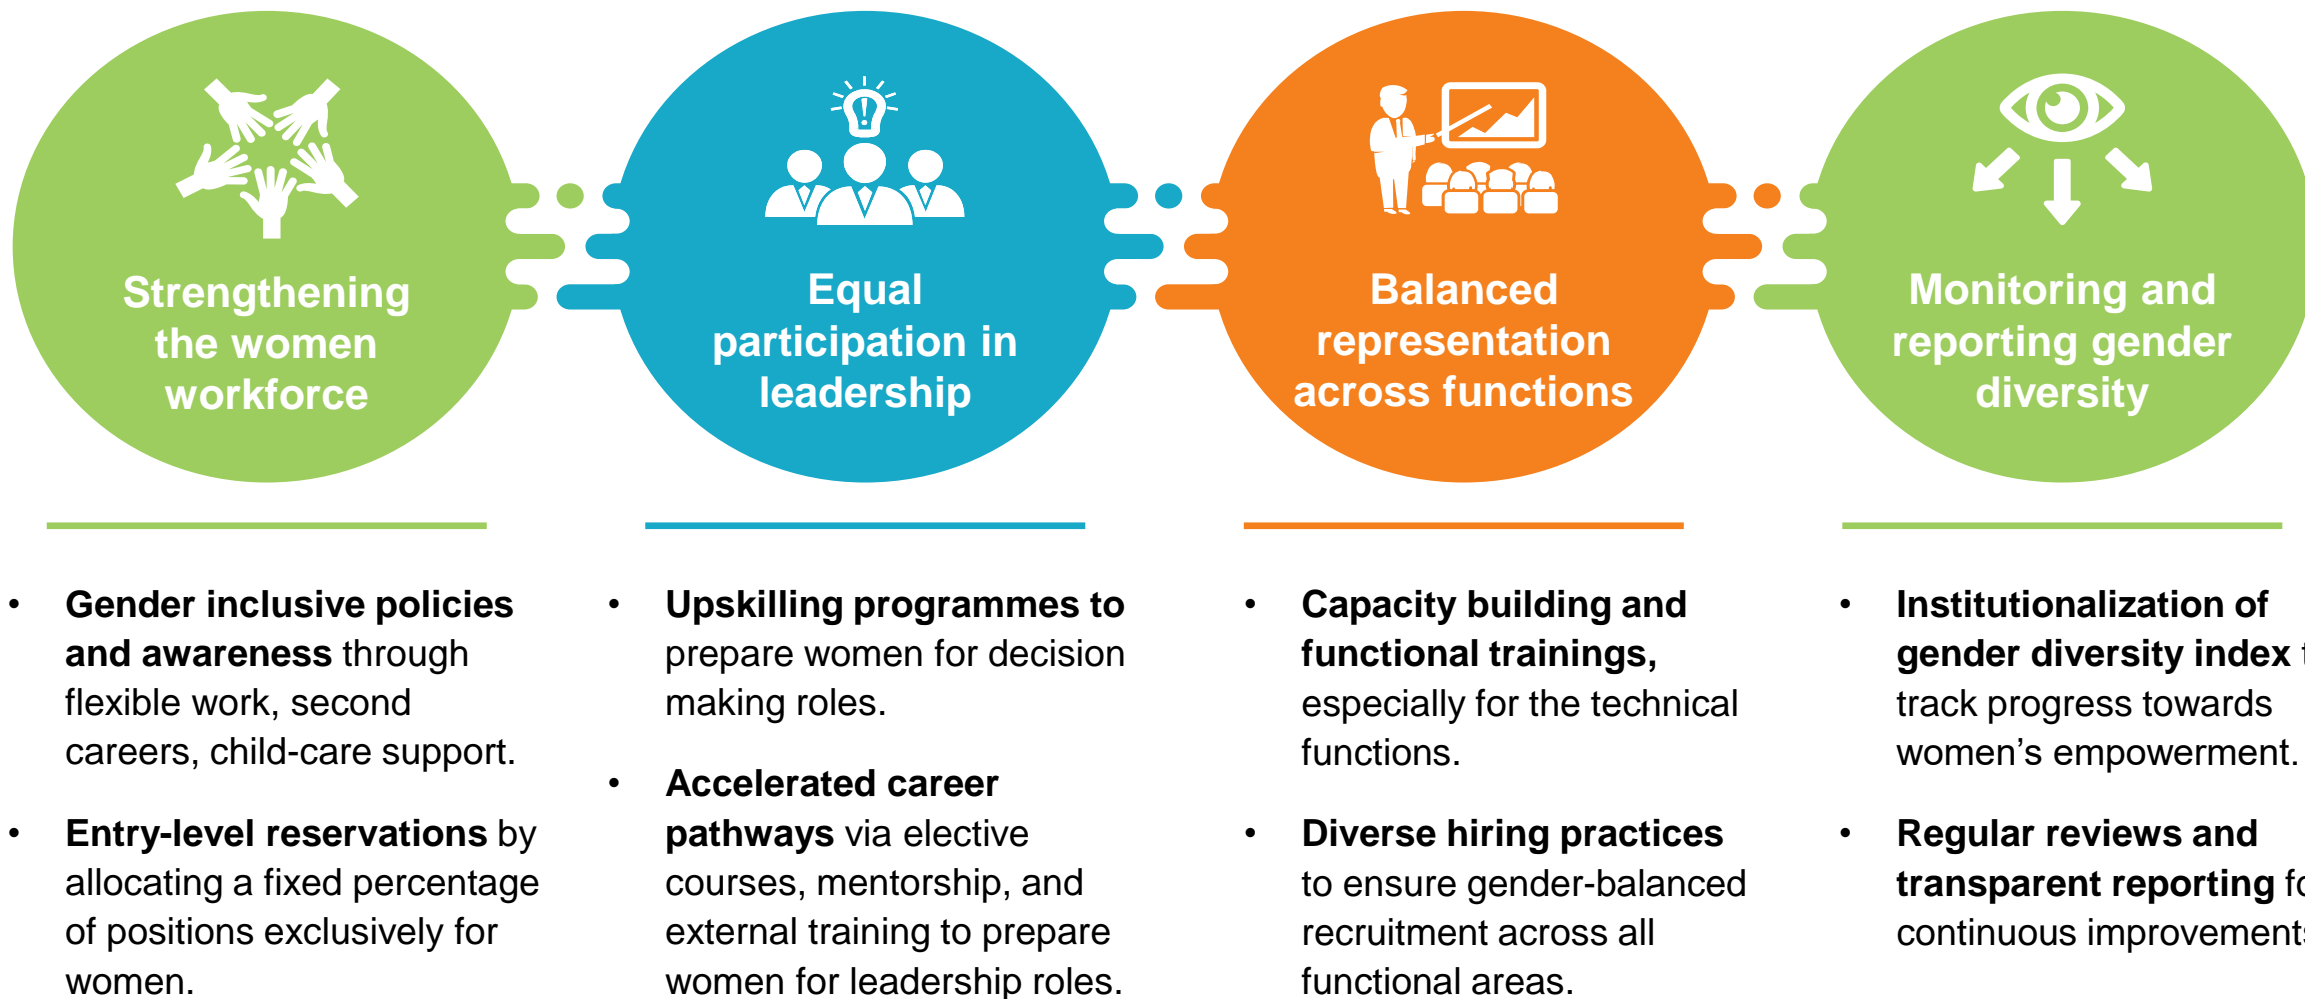 Strengthening
the women
workforce
Equal
participation in
leadership
Balanced
representation
across functions
Monitoring and
reporting gender
diversity
• Gender inclusive policies
and awareness through
flexible work, second
careers, child-care support.
• Entry-level reservations by
allocating a fixed percentage
of positions exclusively for
women.
• Upskilling programmes to
prepare women for decision
making roles.
• Accelerated career
pathways via elective
courses, mentorship, and
external training to prepare
women for leadership roles.
• Capacity building and
functional trainings,
especially for the technical
functions.
• Diverse hiring practices
to ensure gender-balanced
recruitment across all
functional areas.
• Institutionalization of
gender diversity index
track progress towards
women’s empowerment.
• Regular reviews and
transparent reporting
continuous improvements